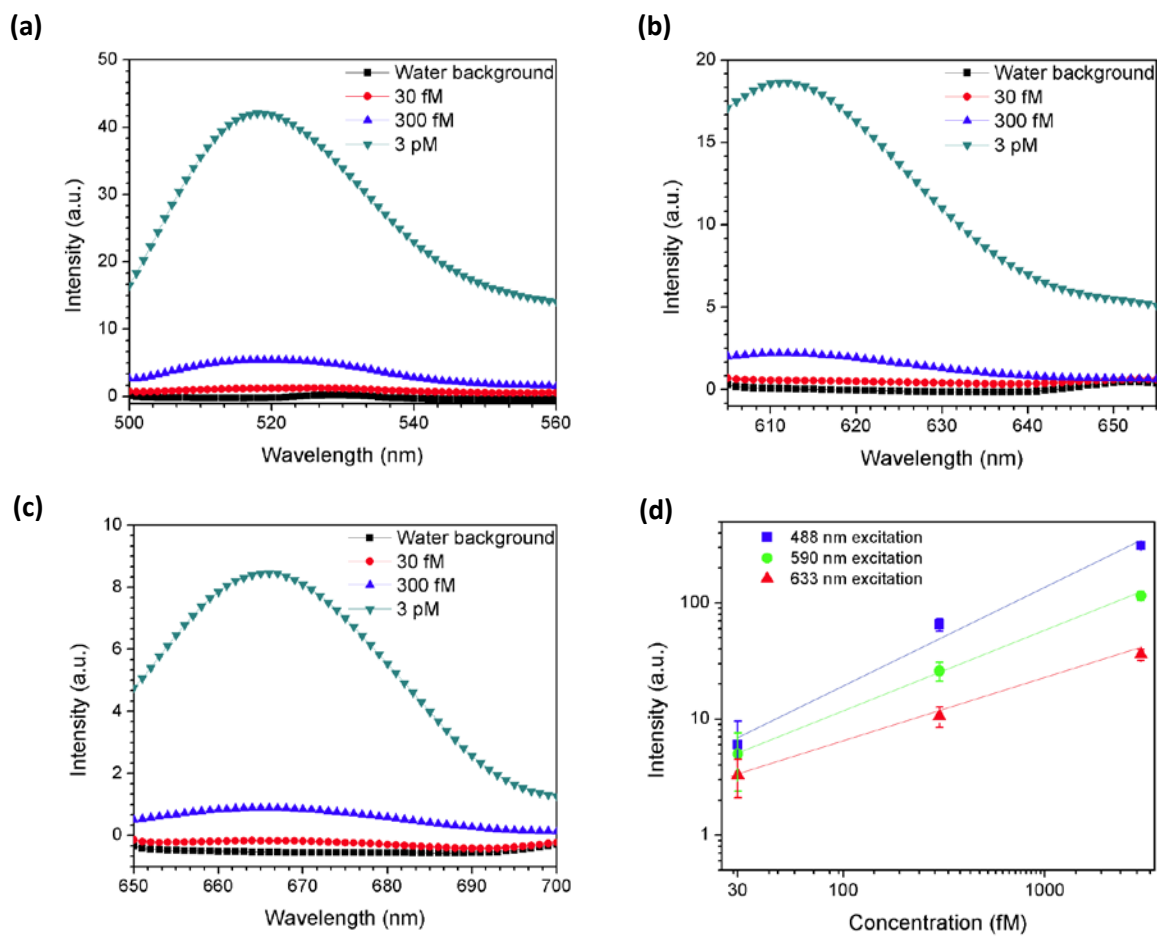 (a)
50
40
30
20
10
0
Intensity (a.u.)
Water background
30 fM
300 fM
3 pM
500 520 540 560
Wavelength (nm)
(b)
20
15
10
5
0
Intensity (a.u.)
Water background
30 fM
300 fM
3 pM
610 620 630 640 650
Wavelength (nm)
(c)
10
8
6
4
2
0
Intensity (a.u.)
Water background
30 fM
300 fM
3 pM
650 660 670 680 690 700
Wavelength (nm)
(d)
100
10
1
Intensity (a.u.)
488 nm excitation
590 nm excitation
633 nm excitation
30 100 1000
Concentration (fM)